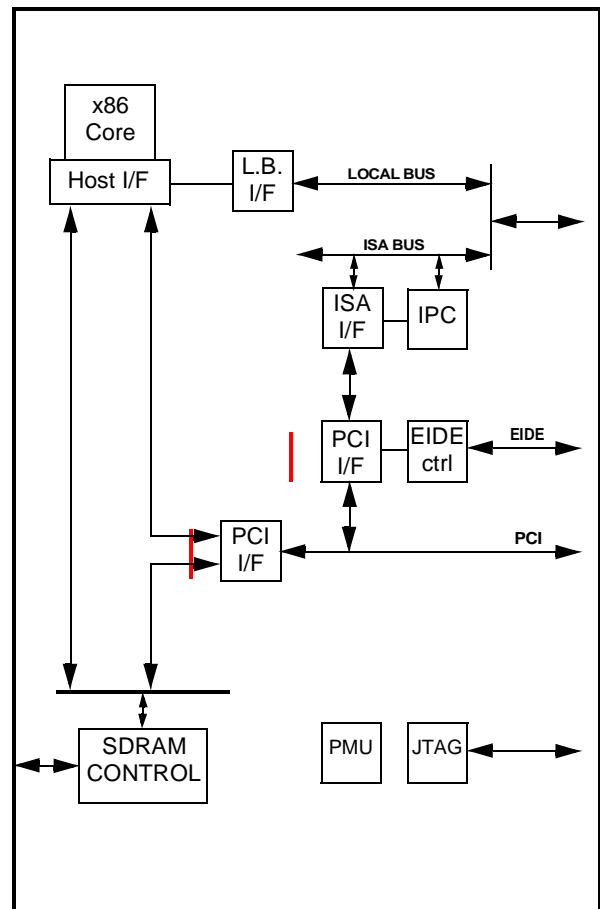 x86
Core
Host I/F
L.B.
I/F
LOCAL BUS
ISA BUS
ISA
I/F
IPC
PCI
I/F
EIDE
ctrl
EIDE
PCI
I/F
PCI
SDRAM
CONTROL
PMU
JTAG